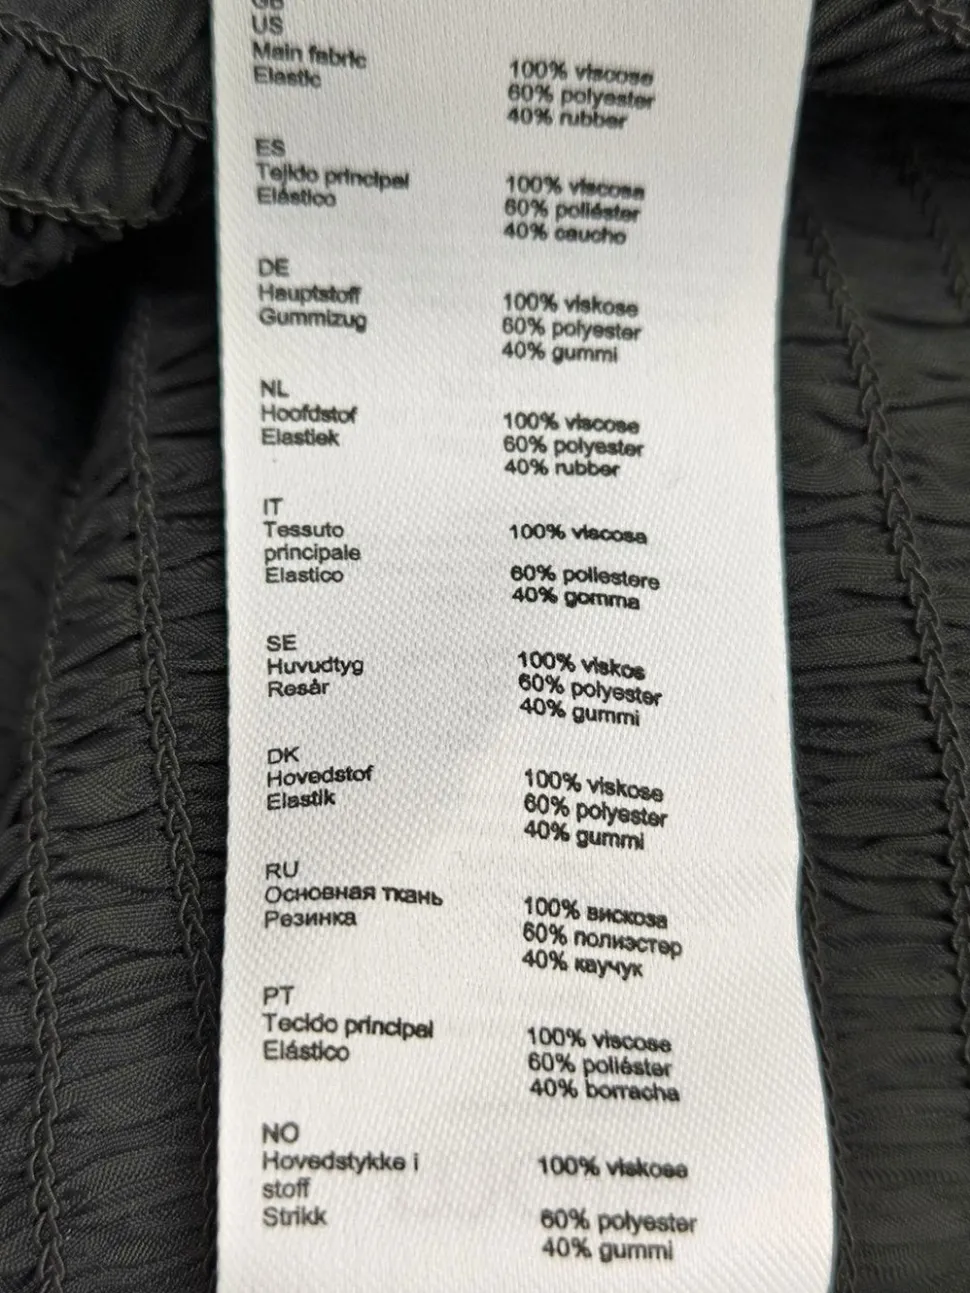 GB
US
Main fabric 100% viscose
Elastic 60% polyester
40% rubber
ES
Tejido principal 100% viscosa
Elástico 60% poliéster
40% caucho
DE
Hauptstoff 100% viskose
Gummizug 60% polyester
40% gummi
NL
Hoofdstof 100% viscose
Elastiek 60% polyester
40% rubber
IT
Tessuto 100% viscosa
principale
Elastico 60% poliestere
40% gomma
SE
Huvudtyg 100% viskos
Resår 60% polyester
40% gummi
DK
Hovedstof 100% viskose
Elastik 60% polyester
40% gummi
RU
Основная ткань 100% вискоза
Резинка 60% полиэстер
40% каучук
PT
Tecido principal 100% viscose
Elástico 60% poliéster
40% borracha
NO
Hovedstykke i 100% viskose
stoff
Strikk 60% polyester
40% gummi